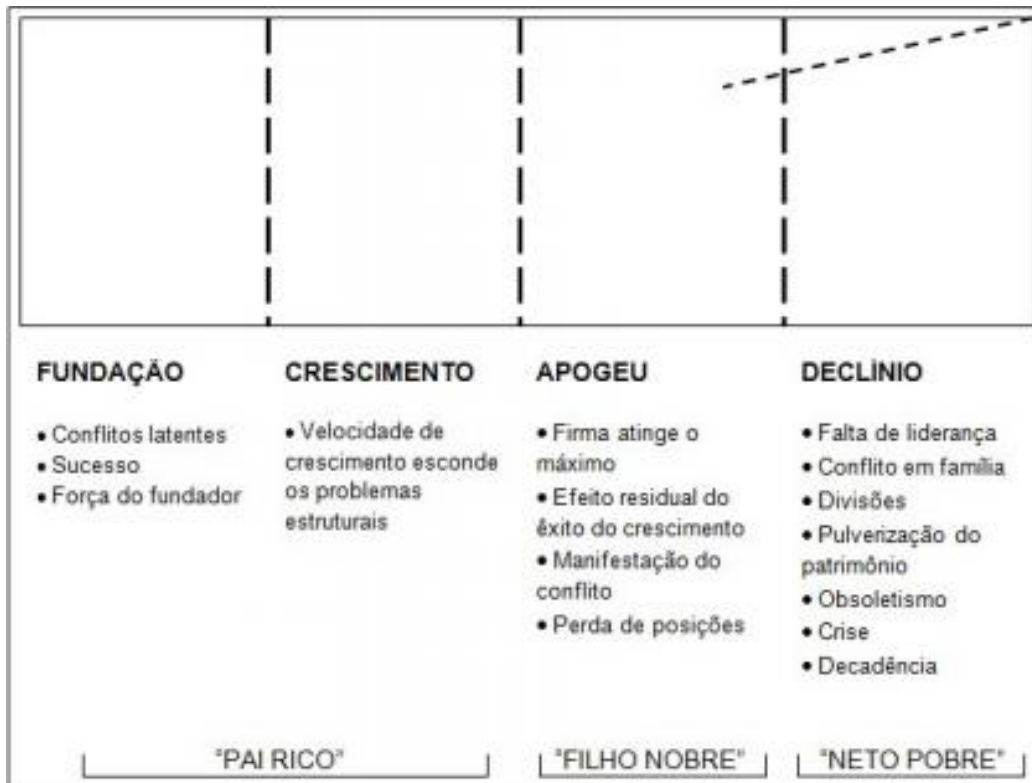 FUNDAÇÃO
• Conflitos latentes
• Sucesso
• Força do fundador
CRESCIMENTO
• Velocidade de
crescimento esconde
os problemas
estruturais
APOGEU
• Firma atinge o
máximo
• Efeito residual do
êxito do crescimento
• Manifestação do
conflito
• Perda de posições
DECLÍNIO
• Falta de liderança
• Conflito em família
• Divisões
• Pulverização do
patrimônio
• Obsoletismo
• Crise
• Decadência
"PAI RICO"
"FILHO NOBRE"
"NETO POBRE"